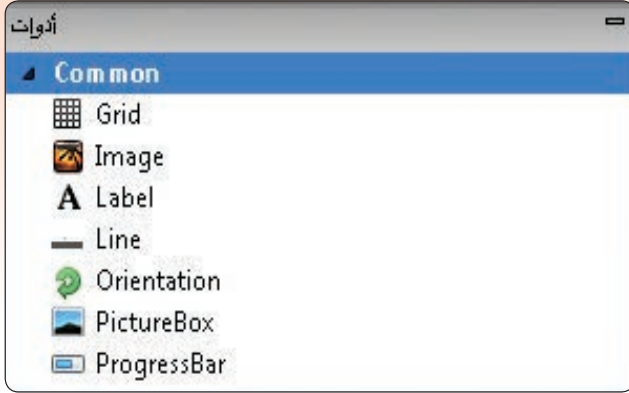 أدوات
Common
Grid
Image
Label
Line
Orientation
PictureBox
ProgressBar